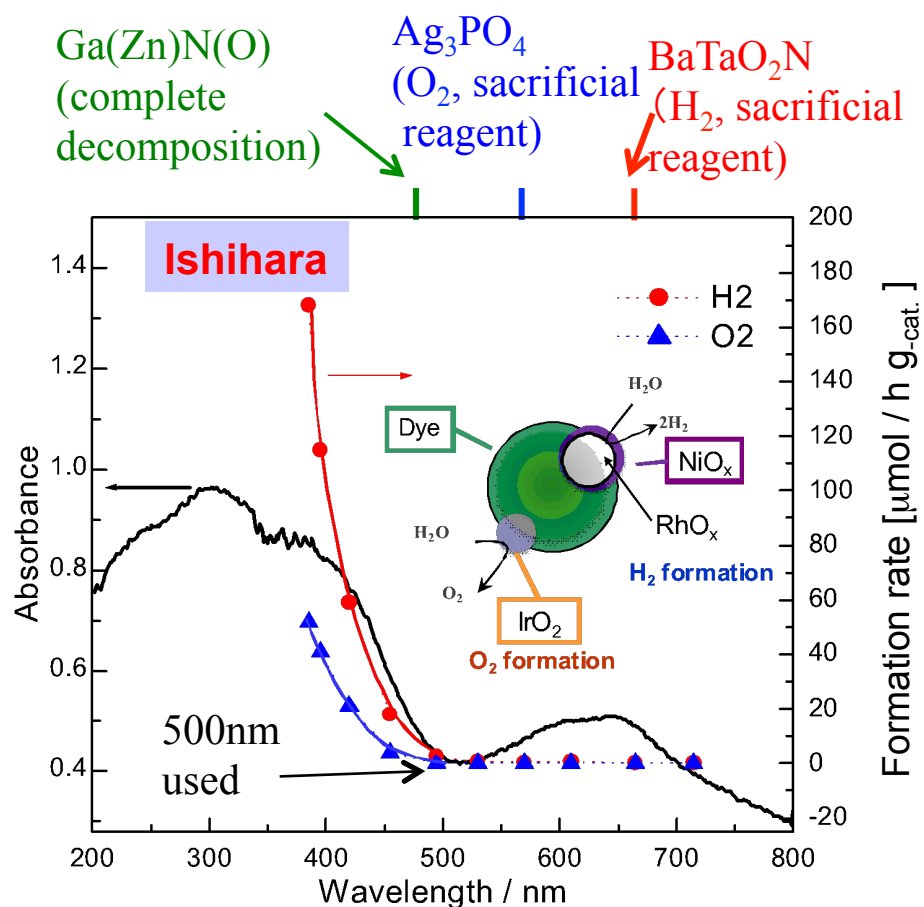 Ga(Zn)N(O)
(complete
decomposition)
Ag₃PO₄
(O₂, sacrificial
reagent)
BaTaO₂N
(H₂, sacrificial
reagent)
Ishihara
H2
O2
Dye
H₂O
2H₂
NiOₓ
RhOₓ
H₂ formation
H₂O
O₂
IrO₂
O₂ formation
500nm
used
Absorbance
1.4
1.2
1.0
0.8
0.6
0.4
200
180
160
140
120
100
80
60
40
20
0
-20
Formation rate [μmol / h g-cat. ]
200
300
400
500
600
700
800
Wavelength / nm